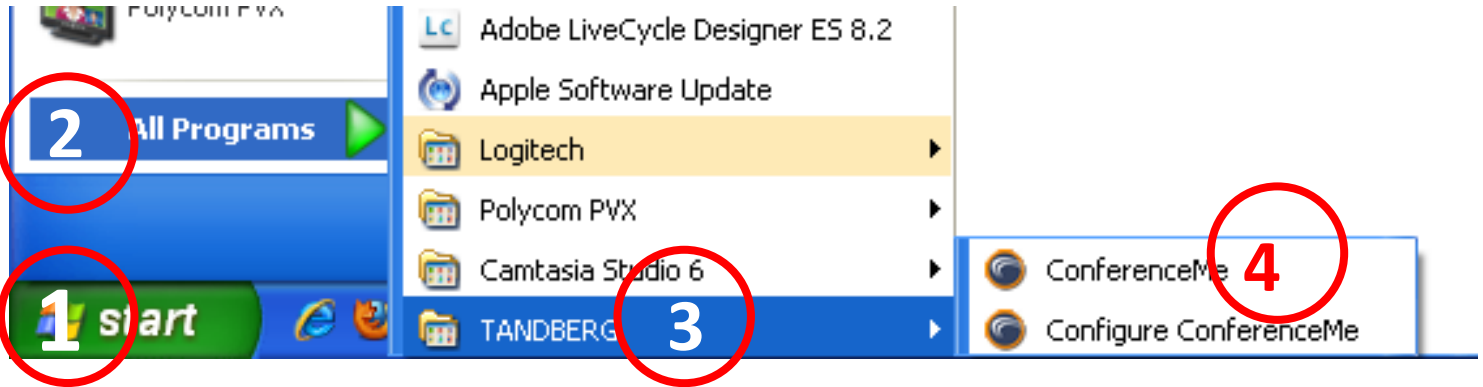 Polycom PVX
2
All Programs
1
start
Adobe LiveCycle Designer ES 8.2
Apple Software Update
Logitech
Polycom PVX
Camtasia Studio 6
TANDBERG
3
ConferenceMe
4
Configure ConferenceMe